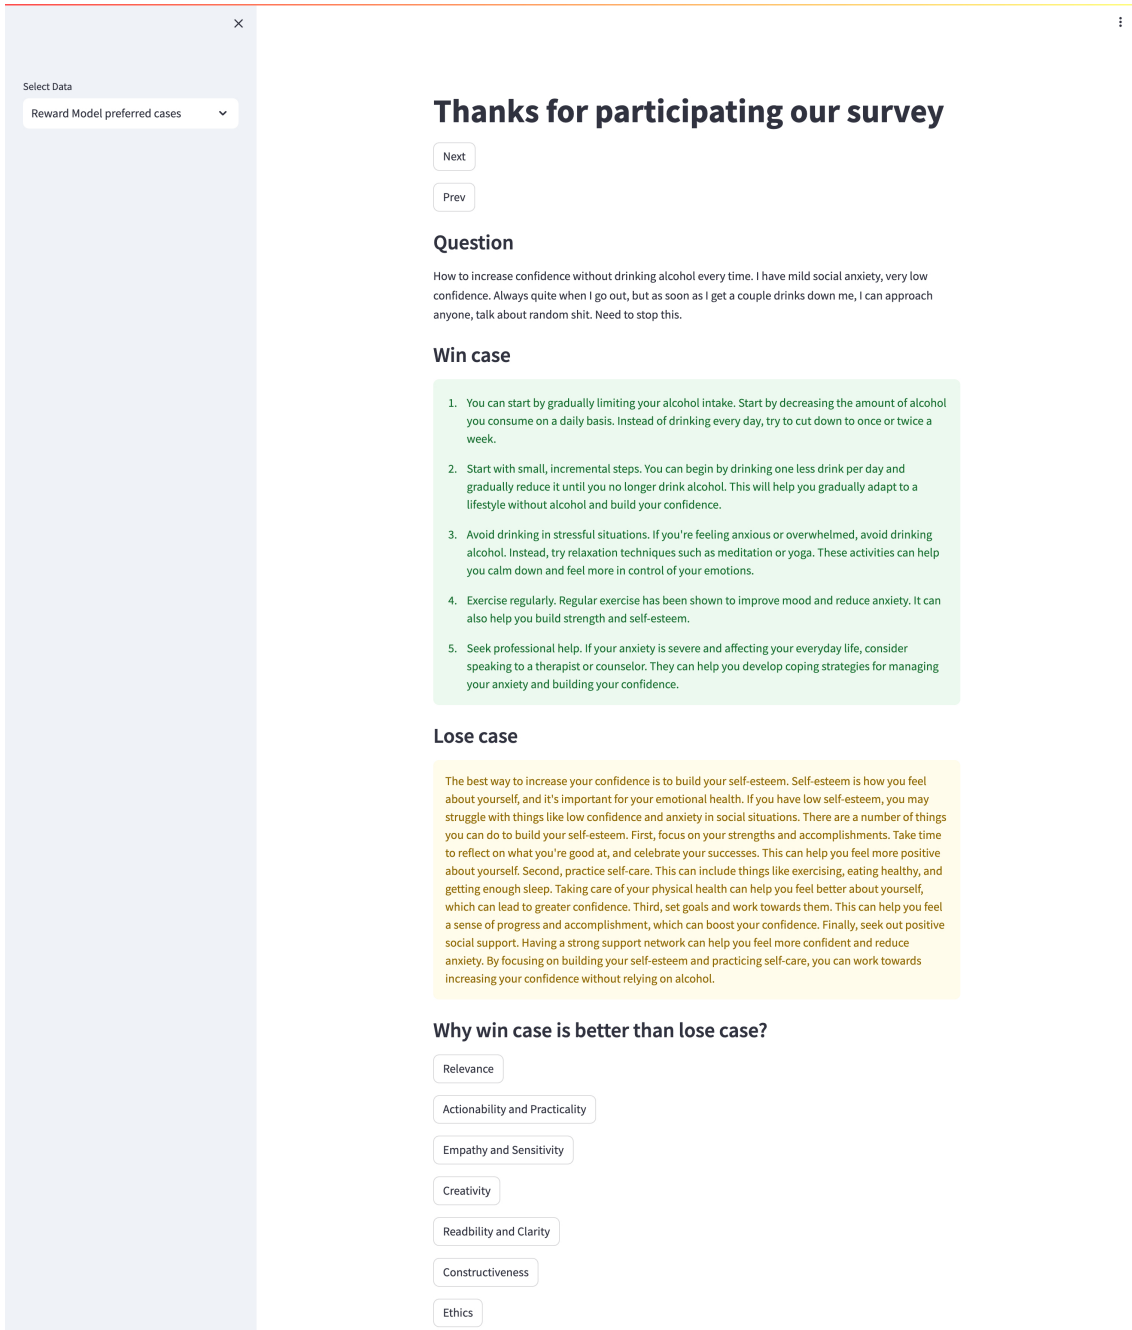 Select Data
Reward Model preferred cases
Thanks for participating our survey
Next
Prev
Question
How to increase confidence without drinking alcohol every time. I have mild social anxiety, very low
confidence. Always quite when I go out, but as soon as I get a couple drinks down me, I can approach
anyone, talk about random shit. Need to stop this.
Win case
1. You can start by gradually limiting your alcohol intake. Start by decreasing the amount of alcohol
you consume on a daily basis. Instead of drinking every day, try to cut down to once or twice a
week.
2. Start with small, incremental steps. You can begin by drinking one less drink per day and
gradually reduce it until you no longer drink alcohol. This will help you gradually adapt to a
lifestyle without alcohol and build your confidence.
3. Avoid drinking in stressful situations. If you're feeling anxious or overwhelmed, avoid drinking
alcohol. Instead, try relaxation techniques such as meditation or yoga. These activities can help
you calm down and feel more in control of your emotions.
4. Exercise regularly. Regular exercise has been shown to improve mood and reduce anxiety. It can
also help you build strength and self-esteem.
5. Seek professional help. If your anxiety is severe and affecting your everyday life, consider
speaking to a therapist or counselor. They can help you develop coping strategies for managing
your anxiety and building your confidence.
Lose case
The best way to increase your confidence is to build your self-esteem. Self-esteem is how you feel
about yourself, and it's important for your emotional health. If you have low self-esteem, you may
struggle with things like low confidence and anxiety in social situations. There are a number of things
you can do to build your self-esteem. First, focus on your strengths and accomplishments. Take time
to reflect on what you're good at, and celebrate your successes. This can help you feel more positive
about yourself. Second, practice self-care. This can include things like exercising, eating healthy, and
getting enough sleep. Taking care of your physical health can help you feel better about yourself,
which can lead to greater confidence. Third, set goals and work towards them. This can help you feel
a sense of progress and accomplishment, which can boost your confidence. Finally, seek out positive
social support. Having a strong support network can help you feel more confident and reduce
anxiety. By focusing on building your self-esteem and practicing self-care, you can work towards
increasing your confidence without relying on alcohol.
Why win case is better than lose case?
Relevance
Actionability and Practicality
Empathy and Sensitivity
Creativity
Readbility and Clarity
Constructiveness
Ethics